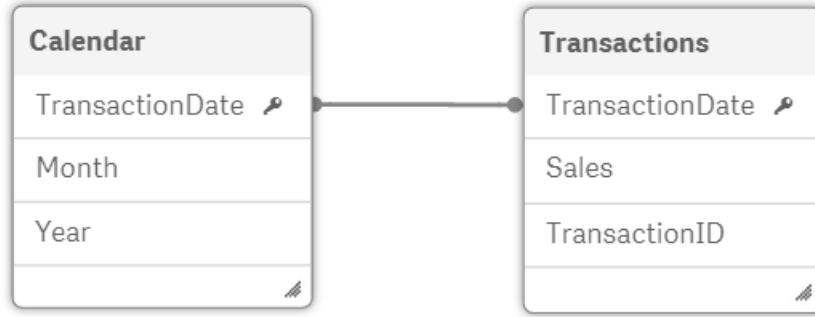 Calendar
TransactionDate
Month
Year
Transactions
TransactionDate
Sales
TransactionID